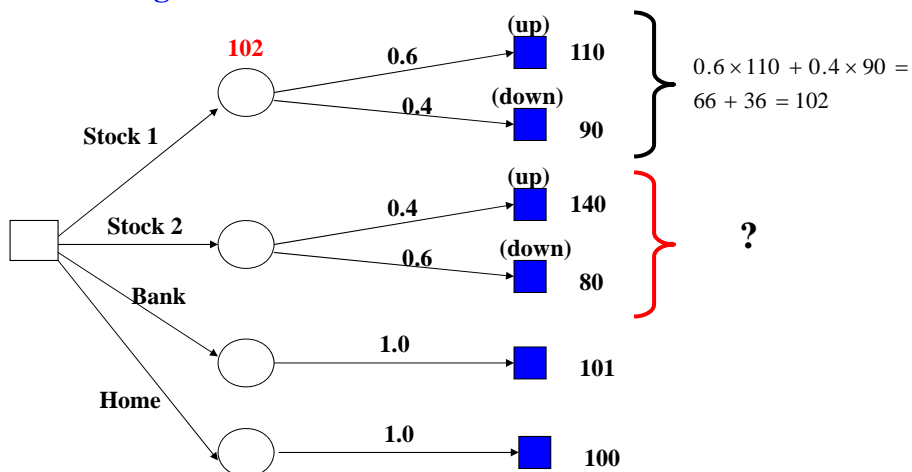 (up)
102
0.6
110
0.6 × 110 + 0.4 × 90 =
66 + 36 = 102
(down)
0.4
90
Stock 1
(up)
0.4
140
Stock 2
?
(down)
0.6
80
Bank
1.0
101
Home
1.0
100